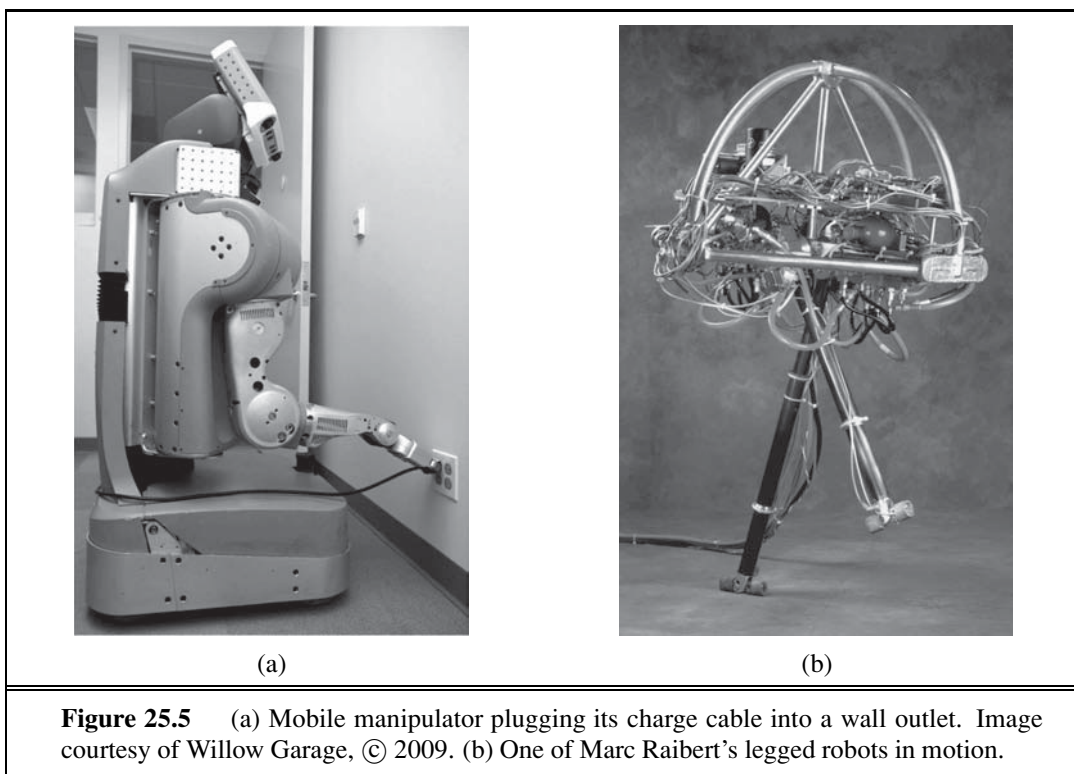 (a)
(b)
Figure 25.5 (a) Mobile manipulator plugging its charge cable into a wall outlet. Image
courtesy of Willow Garage, © 2009. (b) One of Marc Raibert's legged robots in motion.